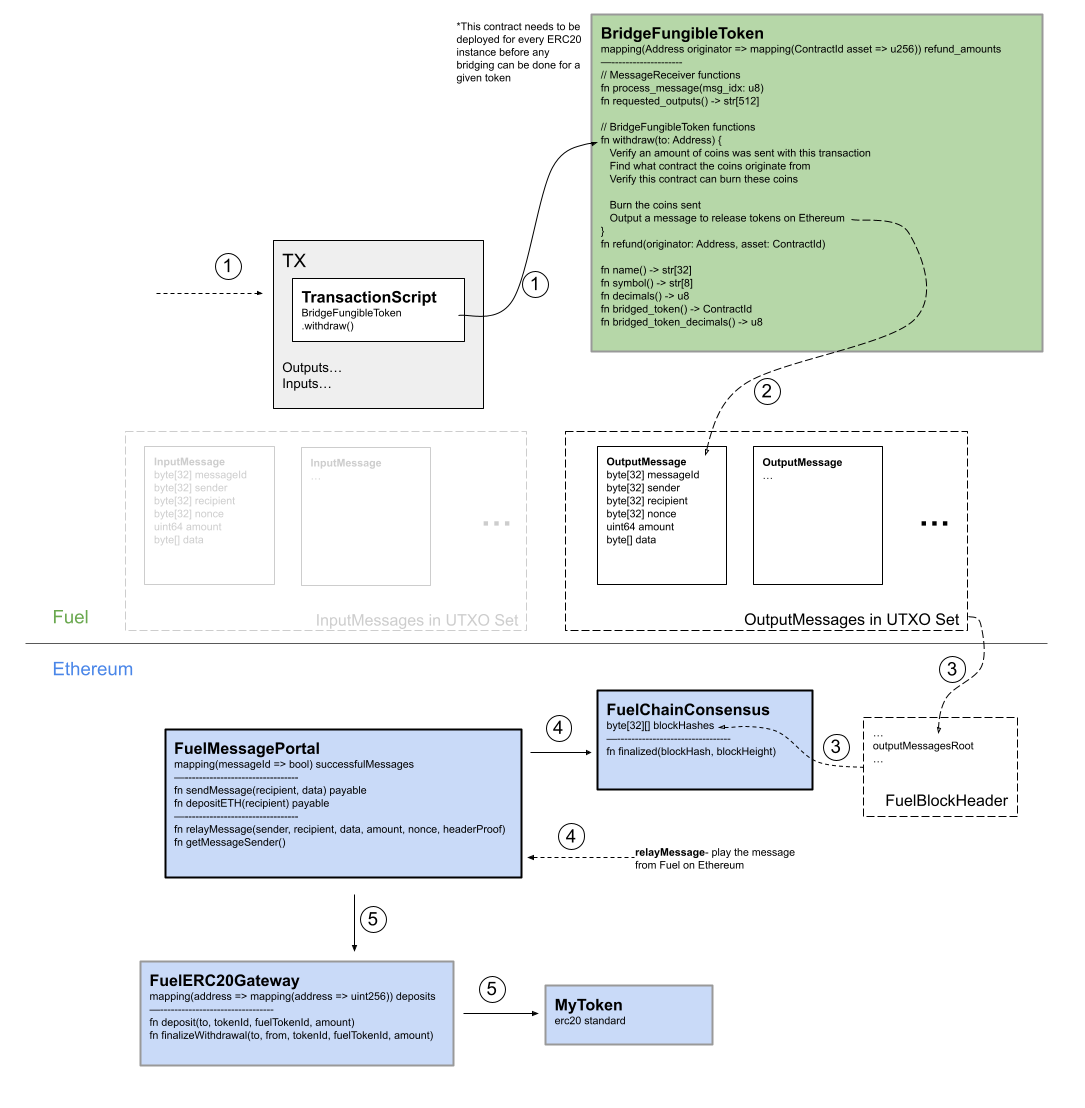 *This contract needs to be
deployed for every ERC20
instance before any
bridging can be done for a
given token
BridgeFungibleToken
mapping(Address originator => mapping(ContractId asset => u256)) refund_amounts
—--------------------
// MessageReceiver functions
fn process_message(msg_idx: u8)
fn requested_outputs() -> str[512]
// BridgeFungibleToken functions
fn withdraw(to: Address) {
Verify an amount of coins was sent with this transaction
Find what contract the coins originate from
Verify this contract can burn these coins
Burn the coins sent
Output a message to release tokens on Ethereum
}
fn refund(originator: Address, asset: ContractId)
fn name() -> str[32]
fn symbol() -> str[8]
fn decimals() -> u8
fn bridged_token() -> ContractId
fn bridged_token_decimals() -> u8
1
TX
TransactionScript
BridgeFungibleToken
.withdraw()
Outputs…
Inputs…
1
2
InputMessage
byte[32] messageId
byte[32] sender
byte[32] recipient
byte[32] nonce
uint64 amount
byte[] data
InputMessage
…
...
InputMessages in UTXO Set
OutputMessage
byte[32] messageId
byte[32] sender
byte[32] recipient
byte[32] nonce
uint64 amount
byte[] data
OutputMessage
…
...
OutputMessages in UTXO Set
Fuel
Ethereum
3
FuelChainConsensus
byte[32][] blockHashes
—--------------------------------
fn finalized(blockHash, blockHeight)
3
…
outputMessagesRoot
…
FuelBlockHeader
4
FuelMessagePortal
mapping(messageId => bool) successfulMessages
—-------------------------------
fn sendMessage(recipient, data) payable
fn depositETH(recipient) payable
—-------------------------------
fn relayMessage(sender, recipient, data, amount, nonce, headerProof)
fn getMessageSender()
4
relayMessage- play the message
from Fuel on Ethereum
5
FuelERC20Gateway
mapping(address => mapping(address => uint256)) deposits
—-------------------------------
fn deposit(to, tokenId, fuelTokenId, amount)
fn finalizeWithdrawal(to, from, tokenId, fuelTokenId, amount)
5
MyToken
erc20 standard